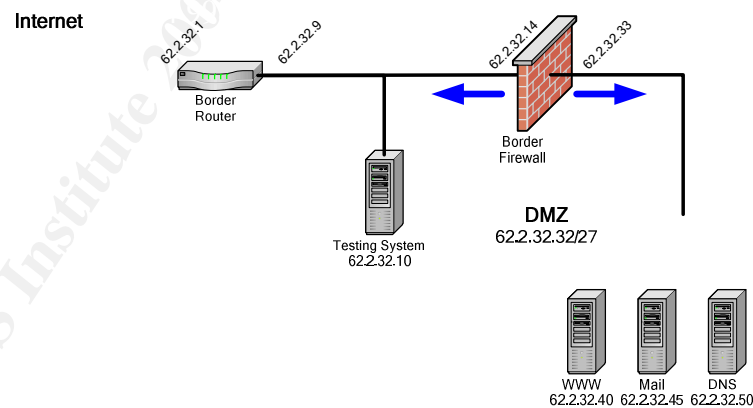 Internet
62.2.32.1
62.2.32.9
62.2.32.14
62.2.32.33
Border
Router
Border
Firewall
Testing System
62.2.32.10
DMZ
62.2.32.32/27
WWW
62.2.32.40
Mail
62.2.32.45
DNS
62.2.32.50
S Institute 200